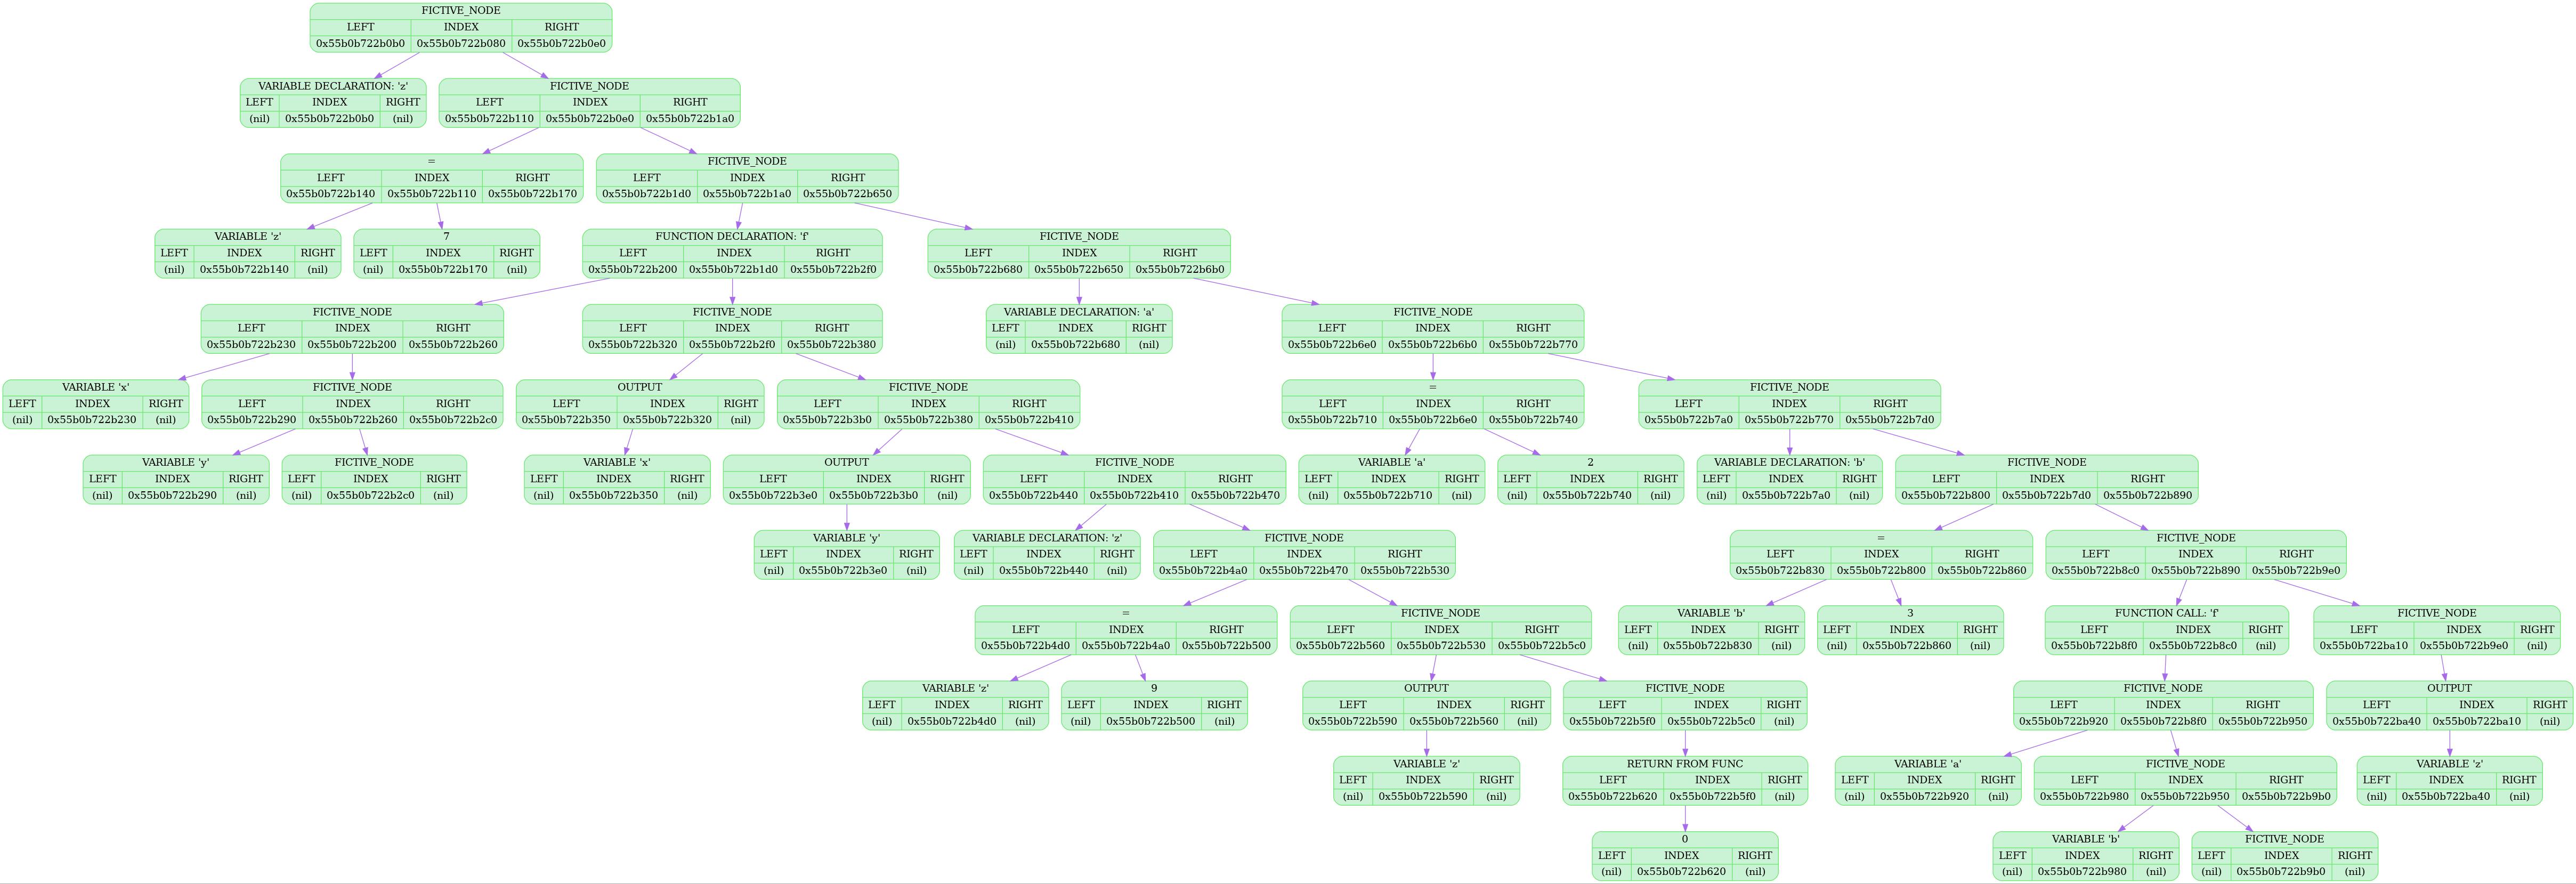 FICTIVE_NODE
LEFT INDEX RIGHT
0x55b0b722b0b0 0x55b0b722b080 0x55b0b722b0e0
VARIABLE DECLARATION: 'z'
LEFT INDEX RIGHT
(nil) 0x55b0b722b0b0 (nil)
FICTIVE_NODE
LEFT INDEX RIGHT
0x55b0b722b110 0x55b0b722b0e0 0x55b0b722b1a0
=
LEFT INDEX RIGHT
0x55b0b722b140 0x55b0b722b110 0x55b0b722b170
FICTIVE_NODE
LEFT INDEX RIGHT
0x55b0b722b1d0 0x55b0b722b1a0 0x55b0b722b650
VARIABLE 'z'
LEFT INDEX RIGHT
(nil) 0x55b0b722b140 (nil)
7
LEFT INDEX RIGHT
(nil) 0x55b0b722b170 (nil)
FUNCTION DECLARATION: 'f'
LEFT INDEX RIGHT
0x55b0b722b200 0x55b0b722b1d0 0x55b0b722b2f0
FICTIVE_NODE
LEFT INDEX RIGHT
0x55b0b722b680 0x55b0b722b650 0x55b0b722b6b0
FICTIVE_NODE
LEFT INDEX RIGHT
0x55b0b722b230 0x55b0b722b200 0x55b0b722b260
FICTIVE_NODE
LEFT INDEX RIGHT
0x55b0b722b320 0x55b0b722b2f0 0x55b0b722b380
VARIABLE DECLARATION: 'a'
LEFT INDEX RIGHT
(nil) 0x55b0b722b680 (nil)
FICTIVE_NODE
LEFT INDEX RIGHT
0x55b0b722b6e0 0x55b0b722b6b0 0x55b0b722b770
VARIABLE 'x'
LEFT INDEX RIGHT
(nil) 0x55b0b722b230 (nil)
FICTIVE_NODE
LEFT INDEX RIGHT
0x55b0b722b290 0x55b0b722b260 0x55b0b722b2c0
OUTPUT
LEFT INDEX RIGHT
0x55b0b722b350 0x55b0b722b320 (nil)
FICTIVE_NODE
LEFT INDEX RIGHT
0x55b0b722b3b0 0x55b0b722b380 0x55b0b722b410
=
LEFT INDEX RIGHT
0x55b0b722b710 0x55b0b722b6e0 0x55b0b722b740
FICTIVE_NODE
LEFT INDEX RIGHT
0x55b0b722b7a0 0x55b0b722b770 0x55b0b722b7d0
VARIABLE 'y'
LEFT INDEX RIGHT
(nil) 0x55b0b722b290 (nil)
FICTIVE_NODE
LEFT INDEX RIGHT
(nil) 0x55b0b722b2c0 (nil)
VARIABLE 'x'
LEFT INDEX RIGHT
(nil) 0x55b0b722b350 (nil)
OUTPUT
LEFT INDEX RIGHT
0x55b0b722b3e0 0x55b0b722b3b0 (nil)
FICTIVE_NODE
LEFT INDEX RIGHT
0x55b0b722b440 0x55b0b722b410 0x55b0b722b470
VARIABLE 'a'
LEFT INDEX RIGHT
(nil) 0x55b0b722b710 (nil)
2
LEFT INDEX RIGHT
(nil) 0x55b0b722b740 (nil)
VARIABLE DECLARATION: 'b'
LEFT INDEX RIGHT
(nil) 0x55b0b722b7a0 (nil)
FICTIVE_NODE
LEFT INDEX RIGHT
0x55b0b722b800 0x55b0b722b7d0 0x55b0b722b890
VARIABLE 'y'
LEFT INDEX RIGHT
(nil) 0x55b0b722b3e0 (nil)
VARIABLE DECLARATION: 'z'
LEFT INDEX RIGHT
(nil) 0x55b0b722b440 (nil)
FICTIVE_NODE
LEFT INDEX RIGHT
0x55b0b722b4a0 0x55b0b722b470 0x55b0b722b530
=
LEFT INDEX RIGHT
0x55b0b722b830 0x55b0b722b800 0x55b0b722b860
FICTIVE_NODE
LEFT INDEX RIGHT
0x55b0b722b8c0 0x55b0b722b890 0x55b0b722b9e0
=
LEFT INDEX RIGHT
0x55b0b722b4d0 0x55b0b722b4a0 0x55b0b722b500
FICTIVE_NODE
LEFT INDEX RIGHT
0x55b0b722b560 0x55b0b722b530 0x55b0b722b5c0
VARIABLE 'b'
LEFT INDEX RIGHT
(nil) 0x55b0b722b830 (nil)
3
LEFT INDEX RIGHT
(nil) 0x55b0b722b860 (nil)
FUNCTION CALL: 'f'
LEFT INDEX RIGHT
0x55b0b722b8f0 0x55b0b722b8c0 (nil)
FICTIVE_NODE
LEFT INDEX RIGHT
0x55b0b722ba10 0x55b0b722b9e0 (nil)
VARIABLE 'z'
LEFT INDEX RIGHT
(nil) 0x55b0b722b4d0 (nil)
9
LEFT INDEX RIGHT
(nil) 0x55b0b722b500 (nil)
OUTPUT
LEFT INDEX RIGHT
0x55b0b722b590 0x55b0b722b560 (nil)
FICTIVE_NODE
LEFT INDEX RIGHT
0x55b0b722b5f0 0x55b0b722b5c0 (nil)
FICTIVE_NODE
LEFT INDEX RIGHT
0x55b0b722b920 0x55b0b722b8f0 0x55b0b722b950
OUTPUT
LEFT INDEX RIGHT
0x55b0b722ba40 0x55b0b722ba10 (nil)
VARIABLE 'z'
LEFT INDEX RIGHT
(nil) 0x55b0b722b590 (nil)
RETURN FROM FUNC
LEFT INDEX RIGHT
0x55b0b722b620 0x55b0b722b5f0 (nil)
VARIABLE 'a'
LEFT INDEX RIGHT
(nil) 0x55b0b722b920 (nil)
FICTIVE_NODE
LEFT INDEX RIGHT
0x55b0b722b980 0x55b0b722b950 0x55b0b722b9b0
VARIABLE 'z'
LEFT INDEX RIGHT
(nil) 0x55b0b722ba40 (nil)
0
LEFT INDEX RIGHT
(nil) 0x55b0b722b620 (nil)
VARIABLE 'b'
LEFT INDEX RIGHT
(nil) 0x55b0b722b980 (nil)
FICTIVE_NODE
LEFT INDEX RIGHT
(nil) 0x55b0b722b9b0 (nil)